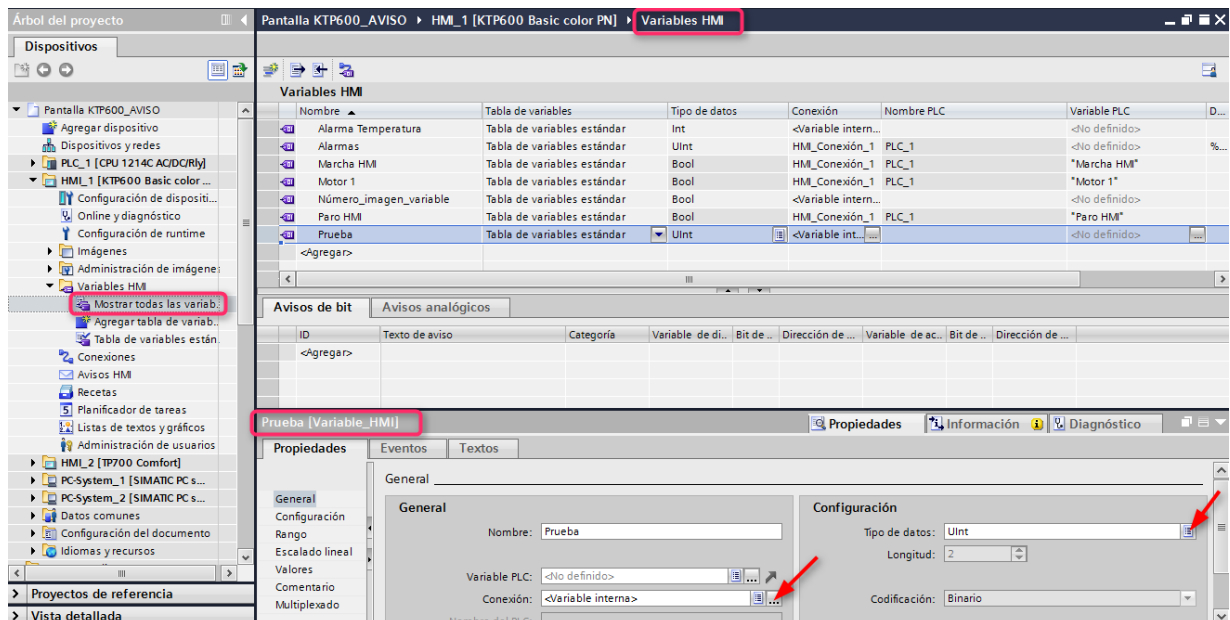 Árbol del proyecto
Dispositivos
Pantalla KTP600_AVISO
Agregar dispositivo
Dispositivos y redes
PLC_1 [CPU 1214C AC/DC/Rly]
HMI_1 [KTP600 Basic color ...
Configuración de dispositi...
Online y diagnóstico
Configuración de runtime
Imágenes
Administración de imágene
Variables HMI
Mostrar todas las variab.
Agregar tabla de variab..
Tabla de variables están
Conexiones
Avisos HMI
Recetas
Planificador de tareas
Listas de textos y gráficos
Administración de usuarios
HMI_2 [TP700 Comfort]
PC-System_1 [SIMATIC PC s...
PC-System_2 [SIMATIC PC s...
Datos comunes
Configuración del documento
Idiomas y recursos
Proyectos de referencia
Vista detallada
Pantalla KTP600_AVISO HMI_1 [KTP600 Basic color PN] Variables HMI
Variables HMI
Nombre Tabla de variables Tipo de datos Conexión Nombre PLC Variable PLC D...
Alarma Temperatura Tabla de variables estándar Int <Variable intern... <No definido>
Alarmas Tabla de variables estándar UInt HMI_Conexión_1 PLC_1 <No definido> %...
Marcha HMI Tabla de variables estándar Bool HMI_Conexión_1 PLC_1 "Marcha HMI"
Motor 1 Tabla de variables estándar Bool HMI_Conexión_1 PLC_1 "Motor 1"
Número_imagen_variable Tabla de variables estándar Bool <Variable intern... <No definido>
Paro HMI Tabla de variables estándar Bool HMI_Conexión_1 PLC_1 "Paro HMI"
Prueba Tabla de variables estándar UInt <Variable int... ... <No definido> ...
<Agregar>
Avisos de bit Avisos analógicos
ID Texto de aviso Categoría Variable de di.. Bit de .. Dirección de ... Variable de ac.. Bit de .. Dirección de ...
<Agregar>
Prueba [Variable_HMI] Propiedades Información Diagnóstico
Propiedades Eventos Textos
General
Configuración
Rango
Escalado lineal
Valores
Comentario
Multiplexado
General
General
Nombre: Prueba
Variable PLC: <No definido> ...
Conexión: <Variable interna> ...
Nombre del PLC:
Configuración
Tipo de datos: UInt
Longitud: 2
Codificación: Binario